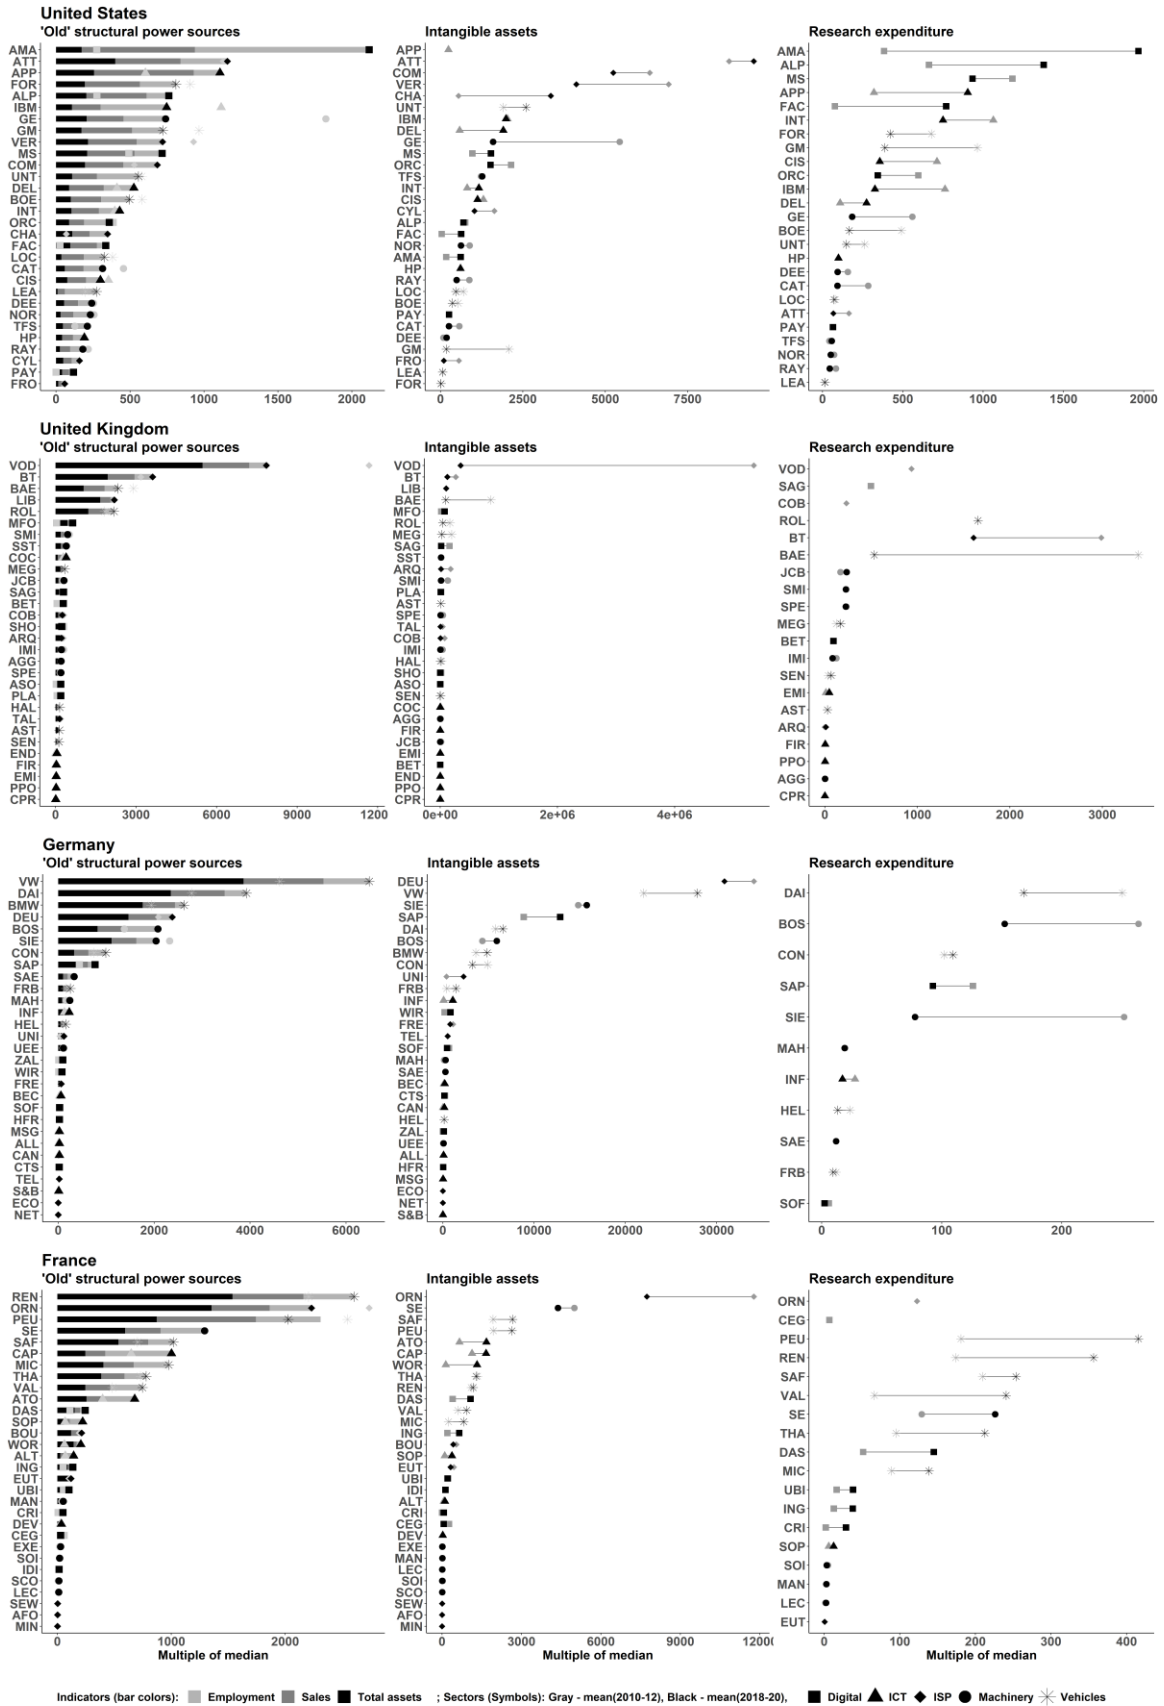 United States
'Old' structural power sources
AMA
ATT
APP
FOR
ALP
IBM
GE
GM
VER
MS
COM
UNT
DEL
BOE
INT
ORC
CHA
FAC
LOC
CAT
CIS
LEA
DEE
NOR
TFS
HP
RAY
CYL
PAY
FRO
0 500 1000 1500 2000
Intangible assets
APP
ATT
COM
VER
CHA
UNT
IBM
DEL
GE
MS
ORC
TFS
INT
CIS
CYL
ALP
FAC
NOR
AMA
HP
RAY
LOC
BOE
PAY
CAT
DEE
GM
FRO
LEA
FOR
0 2500 5000 7500
Research expenditure
AMA
ALP
MS
APP
FAC
INT
FOR
GM
CIS
ORC
IBM
DEL
GE
BOE
UNT
HP
DEE
CAT
LOC
ATT
PAY
TFS
NOR
RAY
LEA
0 500 1000 1500 2000
United Kingdom
'Old' structural power sources
VOD
BT
BAE
LIB
ROL
MFO
SMI
SST
COC
MEG
JCB
SAG
BET
COB
SHO
ARQ
IMI
AGG
SPE
ASO
PLA
HAL
TAL
AST
SEN
END
FIR
EMI
PPO
CPR
0 3000 6000 9000 1200
Intangible assets
VOD
BT
LIB
BAE
MFO
ROL
MEG
SAG
SST
ARQ
SMI
PLA
AST
SPE
TAL
COB
IMI
HAL
SHO
ASO
SEN
COC
AGG
FIR
JCB
EMI
BET
END
PPO
CPR
0e+00 2e+06 4e+06
Research expenditure
VOD
SAG
COB
ROL
BT
BAE
JCB
SMI
SPE
MEG
BET
IMI
SEN
EMI
AST
ARQ
FIR
PPO
AGG
CPR
0 1000 2000 3000
Germany
'Old' structural power sources
VW
DAI
BMW
DEU
BOS
SIE
CON
SAP
SAE
FRB
MAH
INF
HEL
UNI
UEE
ZAL
WIR
FRE
BEC
SOF
HFR
MSG
ALL
CAN
CTS
TEL
S&B
ECO
NET
0 2000 4000 6000
Intangible assets
DEU
VW
SIE
SAP
DAI
BOS
BMW
CON
UNI
FRB
INF
WIR
FRE
TEL
SOF
MAH
SAE
BEC
CTS
CAN
HEL
ZAL
UEE
ALL
HFR
MSG
ECO
NET
S&B
0 10000 20000 30000
Research expenditure
DAI
BOS
CON
SAP
SIE
MAH
INF
HEL
SAE
FRB
SOF
0 100 200
France
'Old' structural power sources
REN
ORN
PEU
SE
SAF
CAP
MIC
THA
VAL
ATO
DAS
SOP
BOU
WOR
ALT
ING
EUT
UBI
MAN
CRI
DEV
CEG
EXE
SOI
IDI
SCO
LEC
SEW
AFO
MIN
0 1000 2000
Multiple of median
Intangible assets
ORN
SE
SAF
PEU
ATO
CAP
WOR
THA
REN
DAS
VAL
MIC
ING
BOU
SOP
EUT
UBI
IDI
ALT
CRI
CEG
DEV
EXE
MAN
LEC
SOI
SCO
SEW
AFO
MIN
0 3000 6000 9000 1200
Multiple of median
Research expenditure
ORN
CEG
PEU
REN
SAF
VAL
SE
THA
DAS
MIC
UBI
ING
CRI
SOP
SOI
MAN
LEC
EUT
0 100 200 300 400
Multiple of median
Indicators (bar colors): Employment Sales Total assets ; Sectors (Symbols): Gray - mean(2010-12), Black - mean(2018-20), Digital ICT ISP Machinery Vehicles